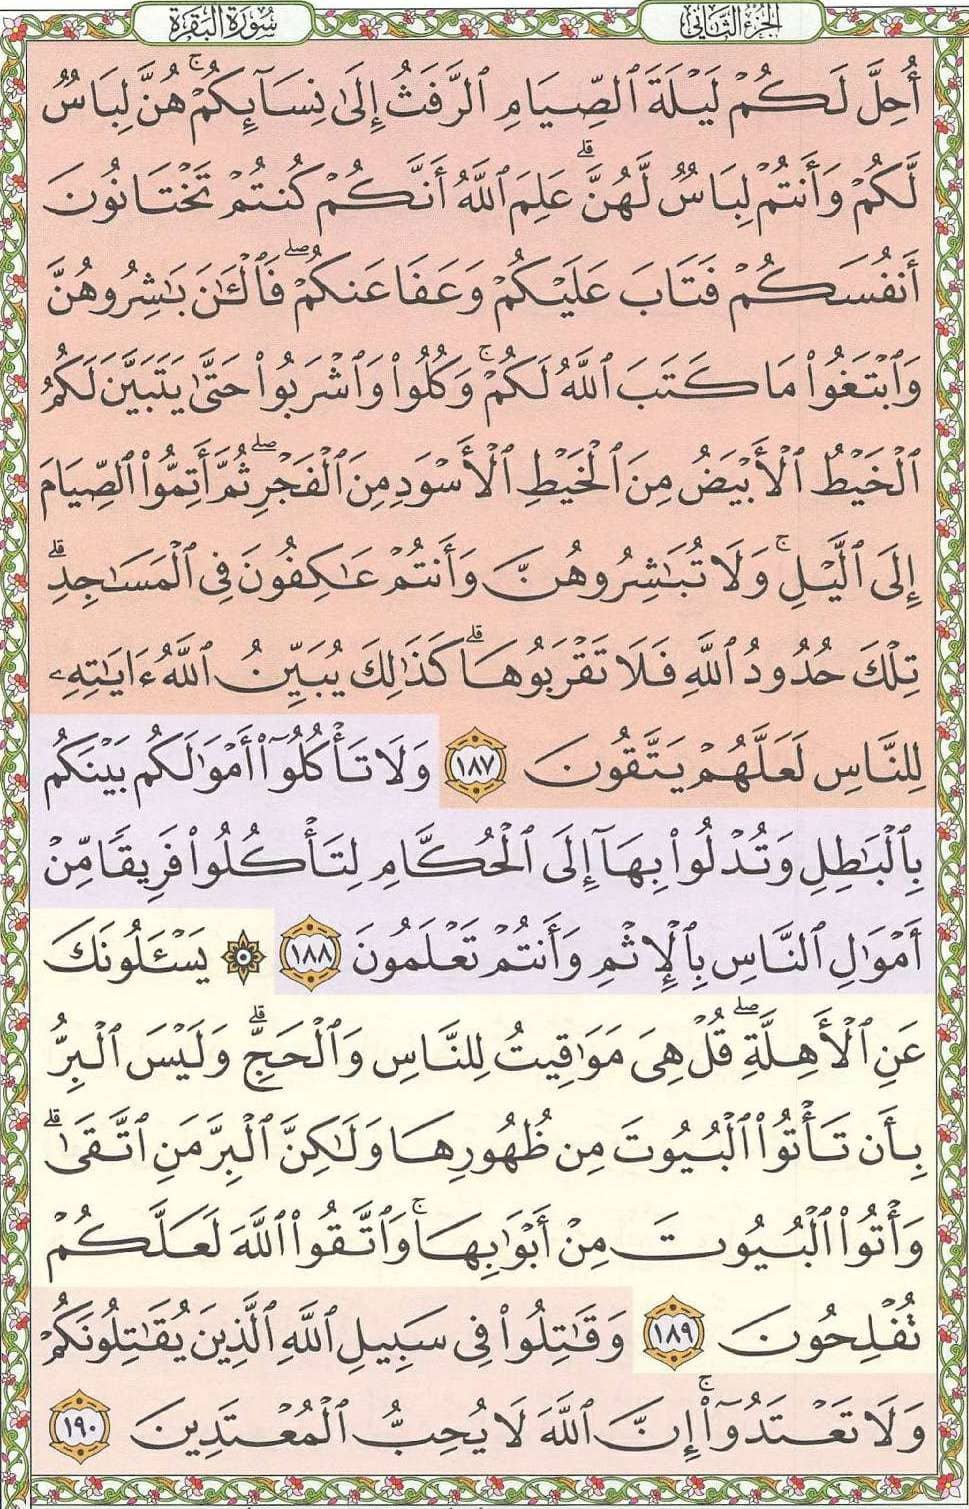 الجزء الثاني
سورة البقرة
أُحِلَّ لَكُمْ لَيْلَةَ ٱلصِّيَامِ ٱلرَّفَثُ إِلَىٰ نِسَآئِكُمْ ۚ هُنَّ لِبَاسٌ
لَّكُمْ وَأَنتُمْ لِبَاسٌ لَّهُنَّ ۗ عَلِمَ ٱللَّهُ أَنَّكُمْ كُنتُمْ تَخْتَانُونَ
أَنفُسَكُمْ فَتَابَ عَلَيْكُمْ وَعَفَا عَنكُمْ ۖ فَٱلْـَٔـٰنَ بَـٰشِرُوهُنَّ
وَٱبْتَغُوا۟ مَا كَتَبَ ٱللَّهُ لَكُمْ ۚ وَكُلُوا۟ وَٱشْرَبُوا۟ حَتَّىٰ يَتَبَيَّنَ لَكُمُ
ٱلْخَيْطُ ٱلْأَبْيَضُ مِنَ ٱلْخَيْطِ ٱلْأَسْوَدِ مِنَ ٱلْفَجْرِ ۖ ثُمَّ أَتِمُّوا۟ ٱلصِّيَامَ
إِلَى ٱلَّيْلِ ۚ وَلَا تُبَـٰشِرُوهُنَّ وَأَنتُمْ عَـٰكِفُونَ فِى ٱلْمَسَـٰجِدِ ۗ
تِلْكَ حُدُودُ ٱللَّهِ فَلَا تَقْرَبُوهَا ۗ كَذَٰلِكَ يُبَيِّنُ ٱللَّهُ ءَايَـٰتِهِۦ
لِلنَّاسِ لَعَلَّهُمْ يَتَّقُونَ ١٨٧ وَلَا تَأْكُلُوٓا۟ أَمْوَٰلَكُم بَيْنَكُم
بِٱلْبَـٰطِلِ وَتُدْلُوا۟ بِهَآ إِلَى ٱلْحُكَّامِ لِتَأْكُلُوا۟ فَرِيقًا مِّنْ
أَمْوَٰلِ ٱلنَّاسِ بِٱلْإِثْمِ وَأَنتُمْ تَعْلَمُونَ ١٨٨ ۞ يَسْـَٔلُونَكَ
عَنِ ٱلْأَهِلَّةِ ۖ قُلْ هِىَ مَوَٰقِيتُ لِلنَّاسِ وَٱلْحَجِّ ۗ وَلَيْسَ ٱلْبِرُّ
بِأَن تَأْتُوا۟ ٱلْبُيُوتَ مِن ظُهُورِهَا وَلَـٰكِنَّ ٱلْبِرَّ مَنِ ٱتَّقَىٰ ۗ
وَأْتُوا۟ ٱلْبُيُوتَ مِنْ أَبْوَٰبِهَا ۚ وَٱتَّقُوا۟ ٱللَّهَ لَعَلَّكُمْ
تُفْلِحُونَ ١٨٩ وَقَـٰتِلُوا۟ فِى سَبِيلِ ٱللَّهِ ٱلَّذِينَ يُقَـٰتِلُونَكُمْ
وَلَا تَعْتَدُوٓا۟ ۚ إِنَّ ٱللَّهَ لَا يُحِبُّ ٱلْمُعْتَدِينَ ١٩٠